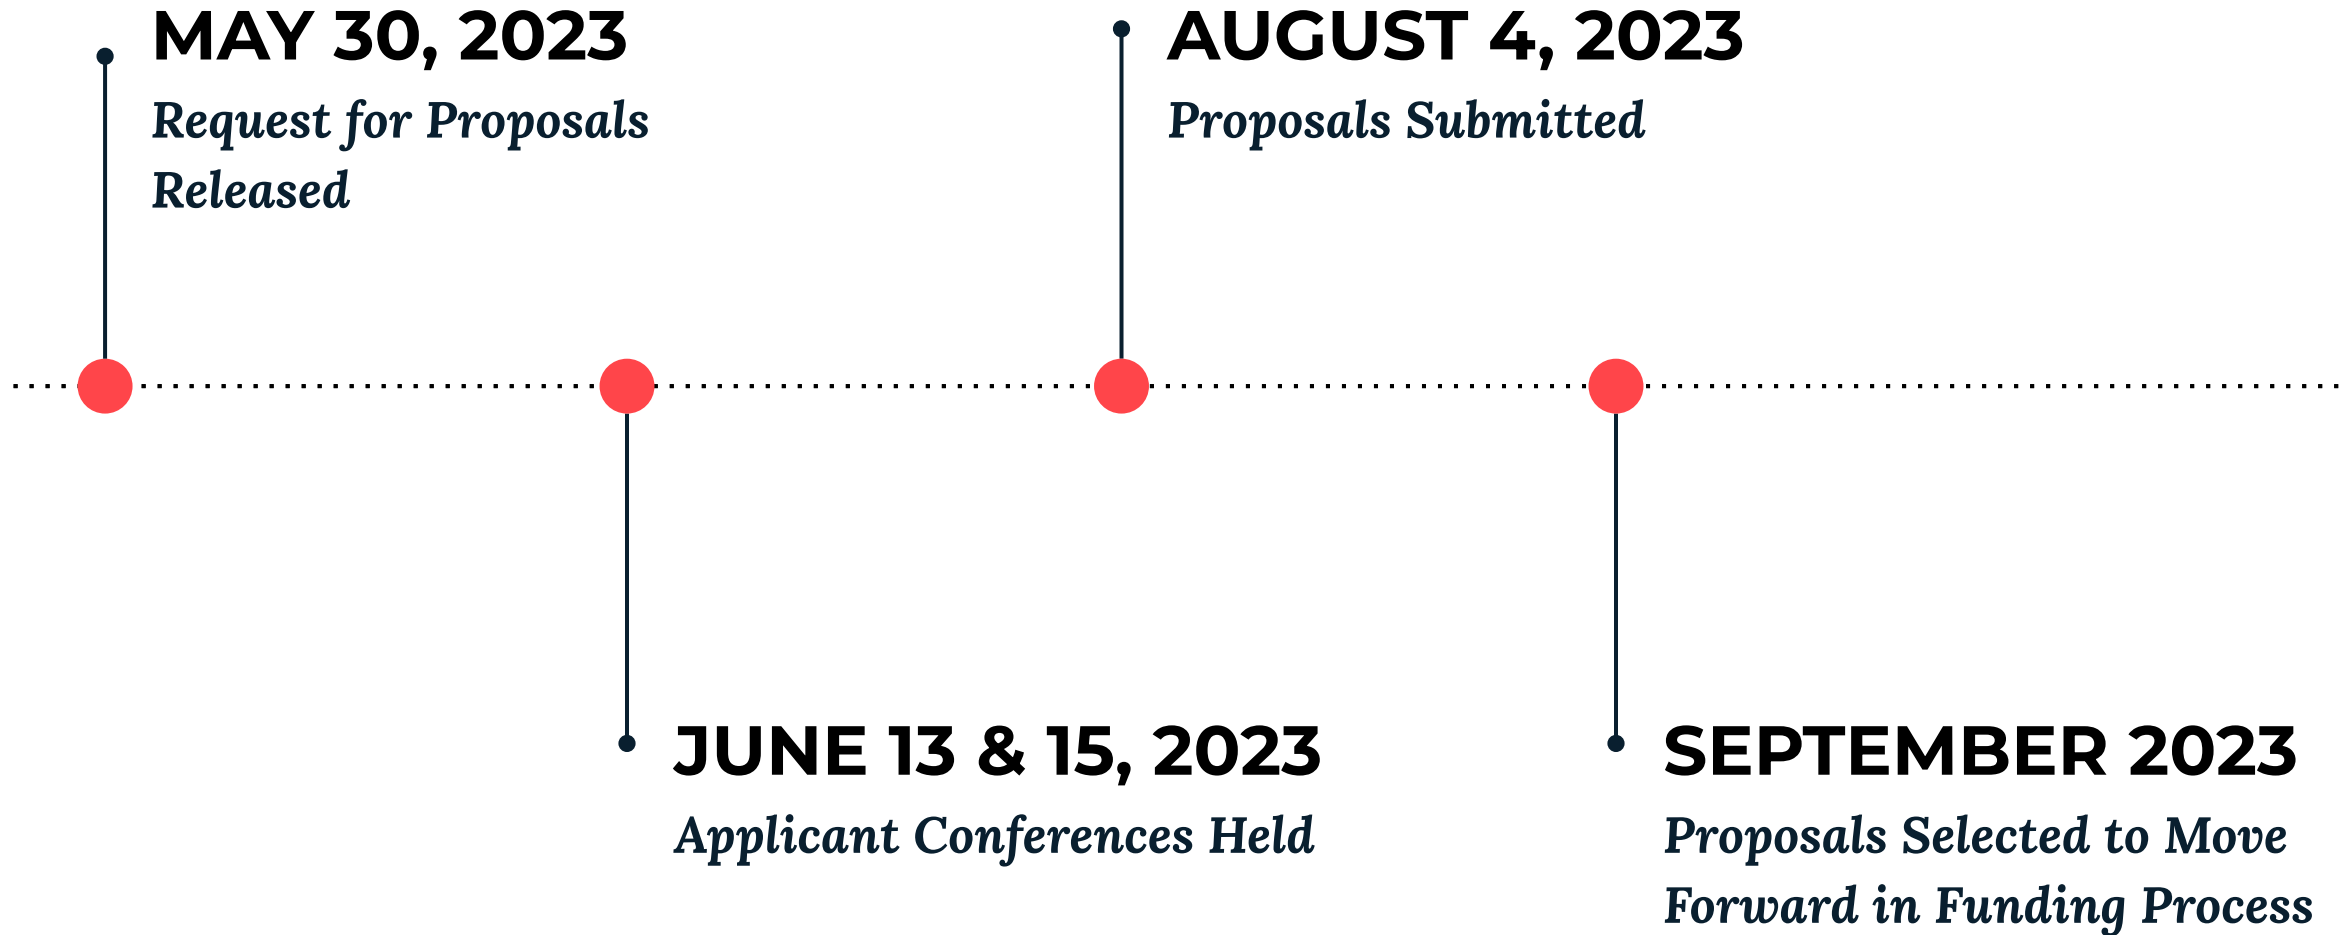 MAY 30, 2023
Request for Proposals
Released
JUNE 13 & 15, 2023
Applicant Conferences Held
AUGUST 4, 2023
Proposals Submitted
SEPTEMBER 2023
Proposals Selected to Move
Forward in Funding Process